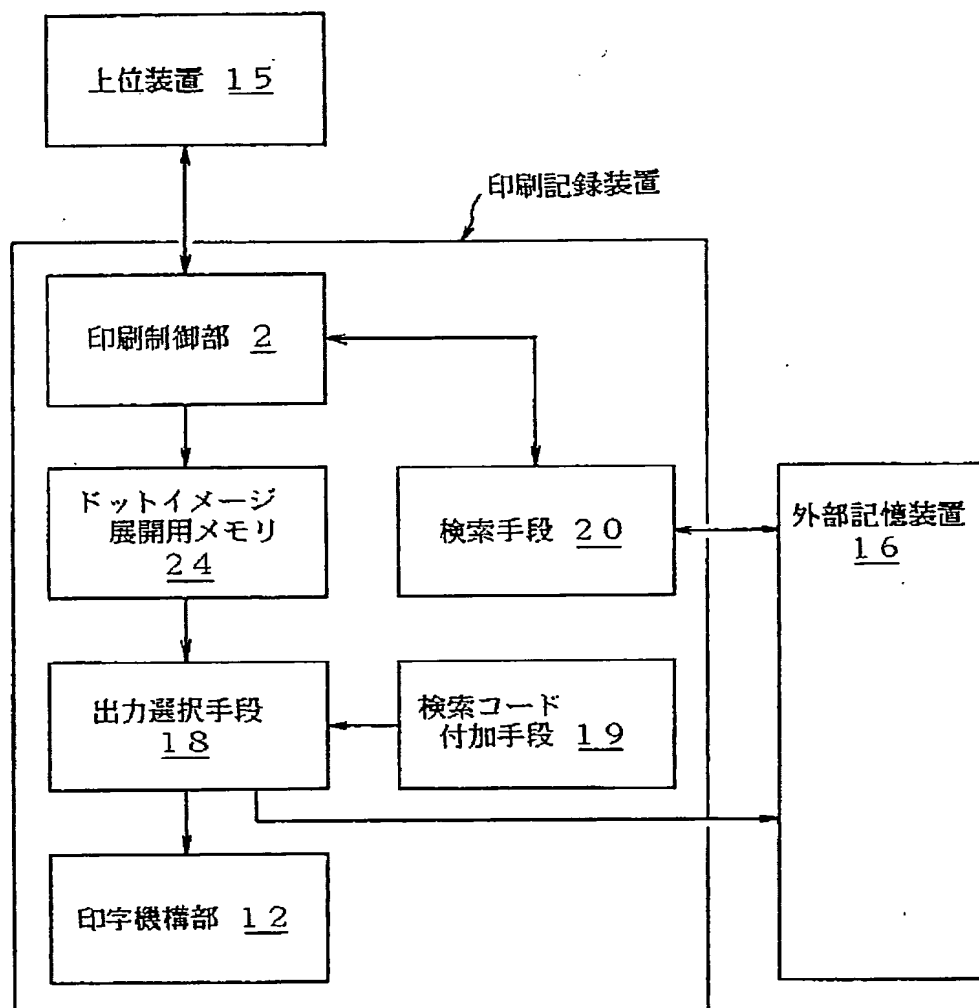 上位装置 15
印刷記録装置
印刷制御部 2
ドットイメージ
展開用メモリ
24
検索手段 20
外部記憶装置
16
出力選択手段
18
検索コード
付加手段 19
印字機構部 12